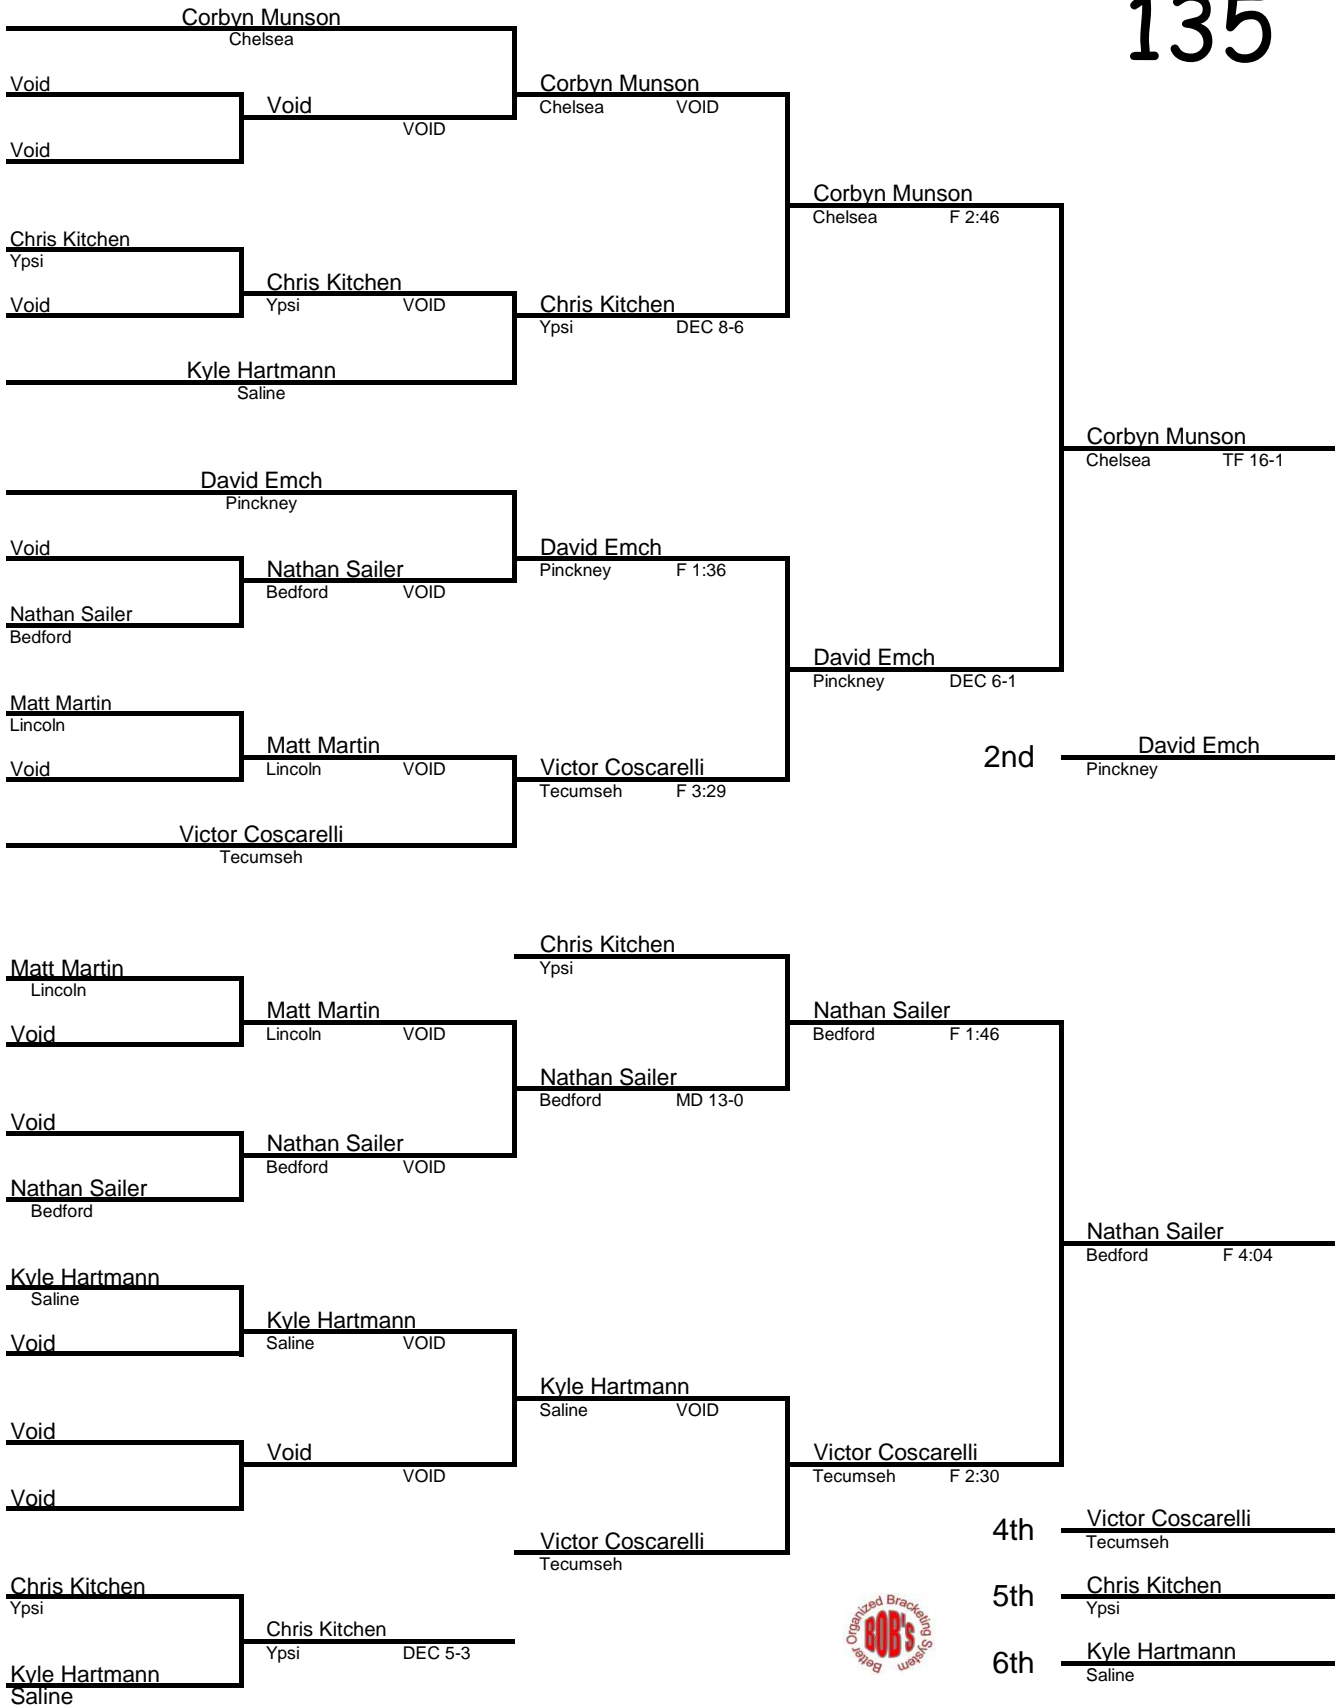 135
Corbyn Munson
Chelsea
Void
Void
VOID
Void
Corbyn Munson
Chelsea VOID
Chris Kitchen
Ypsi
Void
Chris Kitchen
Ypsi VOID
Kyle Hartmann
Saline
Chris Kitchen
Ypsi DEC 8-6
Corbyn Munson
Chelsea F 2:46
David Emch
Pinckney
Void
Nathan Sailer
Bedford
Nathan Sailer
Bedford VOID
David Emch
Pinckney F 1:36
Matt Martin
Lincoln
Void
Matt Martin
Lincoln VOID
Victor Coscarelli
Tecumseh
Victor Coscarelli
Tecumseh F 3:29
David Emch
Pinckney DEC 6-1
Corbyn Munson
Chelsea TF 16-1
2nd David Emch
Pinckney
Matt Martin
Lincoln
Void
Matt Martin
Lincoln VOID
Void
Nathan Sailer
Bedford
Nathan Sailer
Bedford VOID
Chris Kitchen
Ypsi
Nathan Sailer
Bedford MD 13-0
Nathan Sailer
Bedford F 1:46
Kyle Hartmann
Saline
Void
Kyle Hartmann
Saline VOID
Void
Void
Void
VOID
Kyle Hartmann
Saline VOID
Victor Coscarelli
Tecumseh
Victor Coscarelli
Tecumseh F 2:30
Nathan Sailer
Bedford F 4:04
Chris Kitchen
Ypsi
Kyle Hartmann
Saline
Chris Kitchen
Ypsi DEC 5-3
Better Organized Bracketing System
BOB'S
4th Victor Coscarelli
Tecumseh
5th Chris Kitchen
Ypsi
6th Kyle Hartmann
Saline